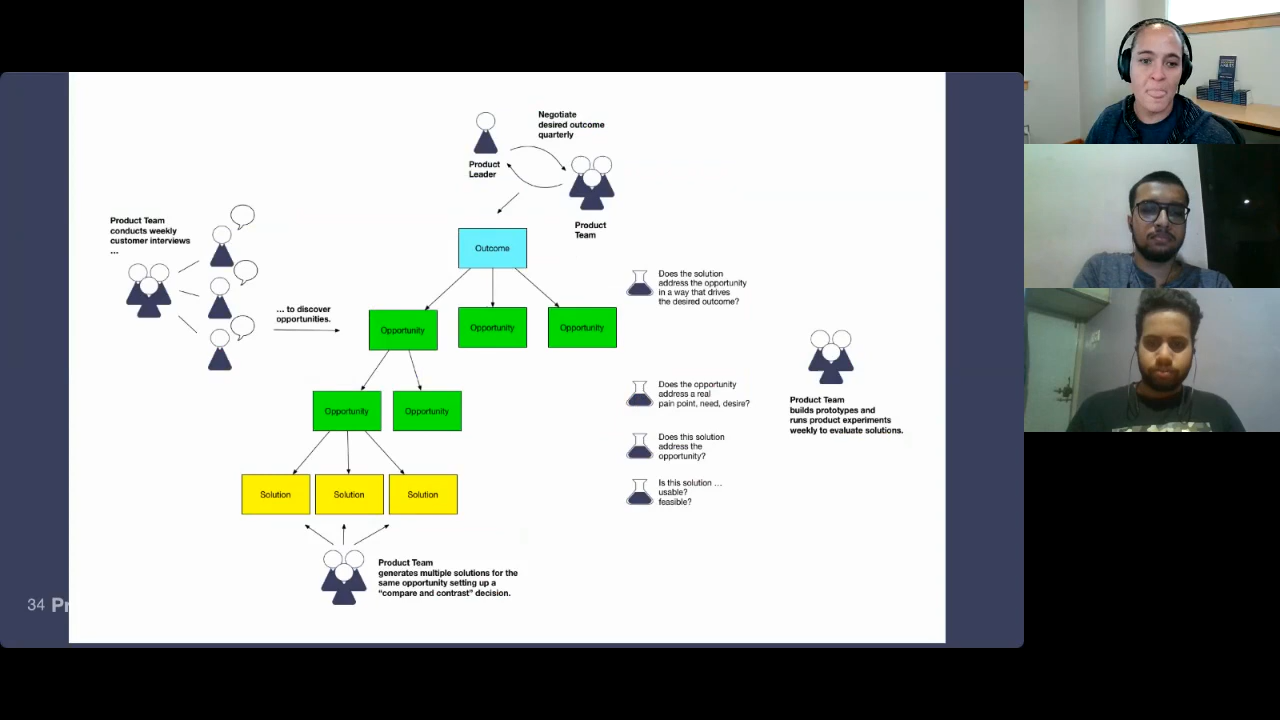 Negotiate
desired outcome
quarterly
Product
Leader
Product
Team
Product Team
conducts weekly
customer interviews
...
... to discover
opportunities.
Outcome
Opportunity
Opportunity
Opportunity
Opportunity
Opportunity
Solution
Solution
Solution
Product Team
generates multiple solutions for the
same opportunity setting up a
“compare and contrast” decision.
Does the solution
address the opportunity
in a way that drives
the desired outcome?
Does the opportunity
address a real
pain point, need, desire?
Does this solution
address the
opportunity?
Is this solution ...
usable?
feasible?
Product Team
builds prototypes and
runs product experiments
weekly to evaluate solutions.
34 Pr